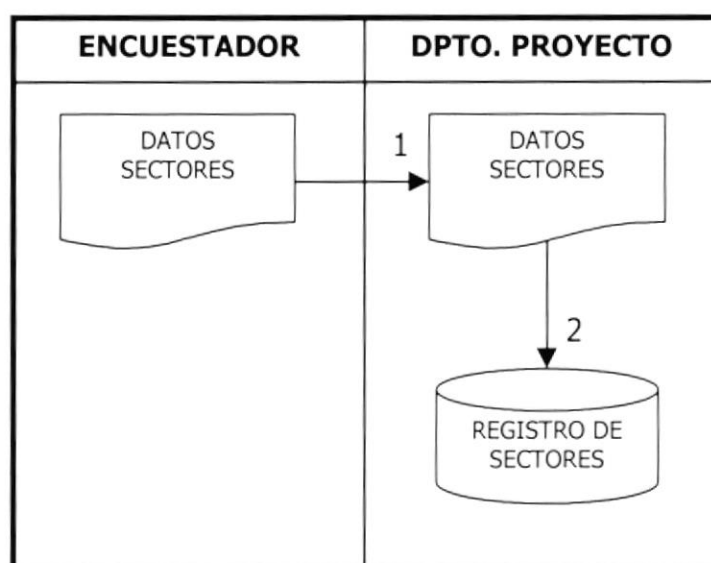 ENCUESTADOR
DPTO. PROYECTO
DATOS
SECTORES
1
DATOS
SECTORES
2
REGISTRO DE
SECTORES